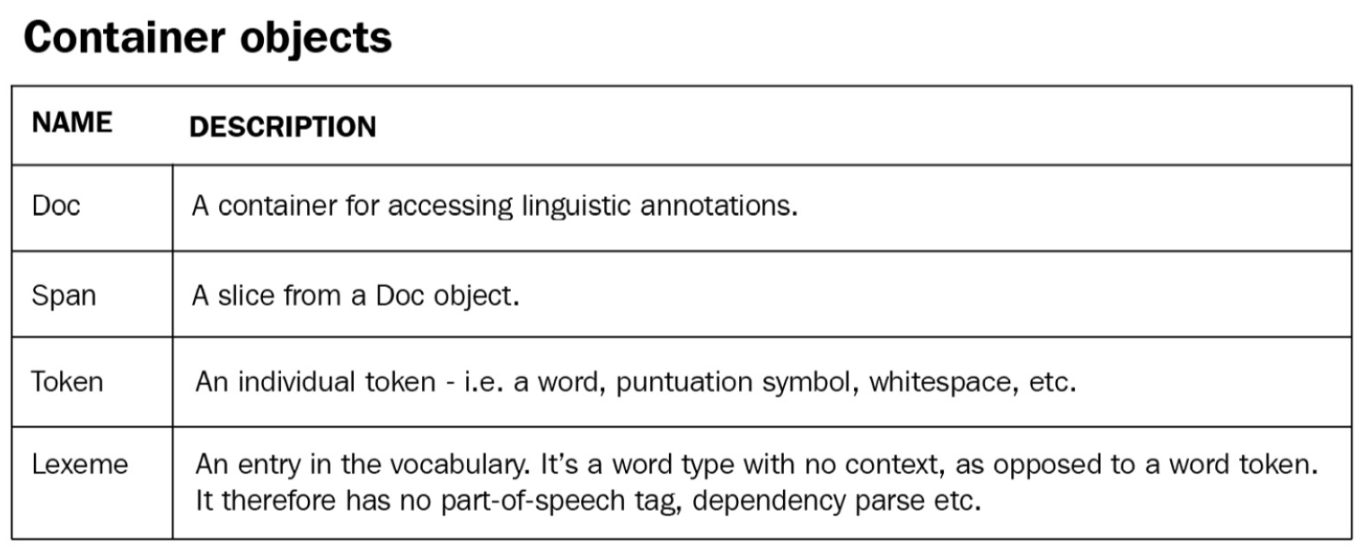 Container objects
NAME DESCRIPTION
Doc A container for accessing linguistic annotations.
Span A slice from a Doc object.
Token An individual token - i.e. a word, puntuation symbol, whitespace, etc.
Lexeme An entry in the vocabulary. It’s a word type with no context, as opposed to a word token.
It therefore has no part-of-speech tag, dependency parse etc.